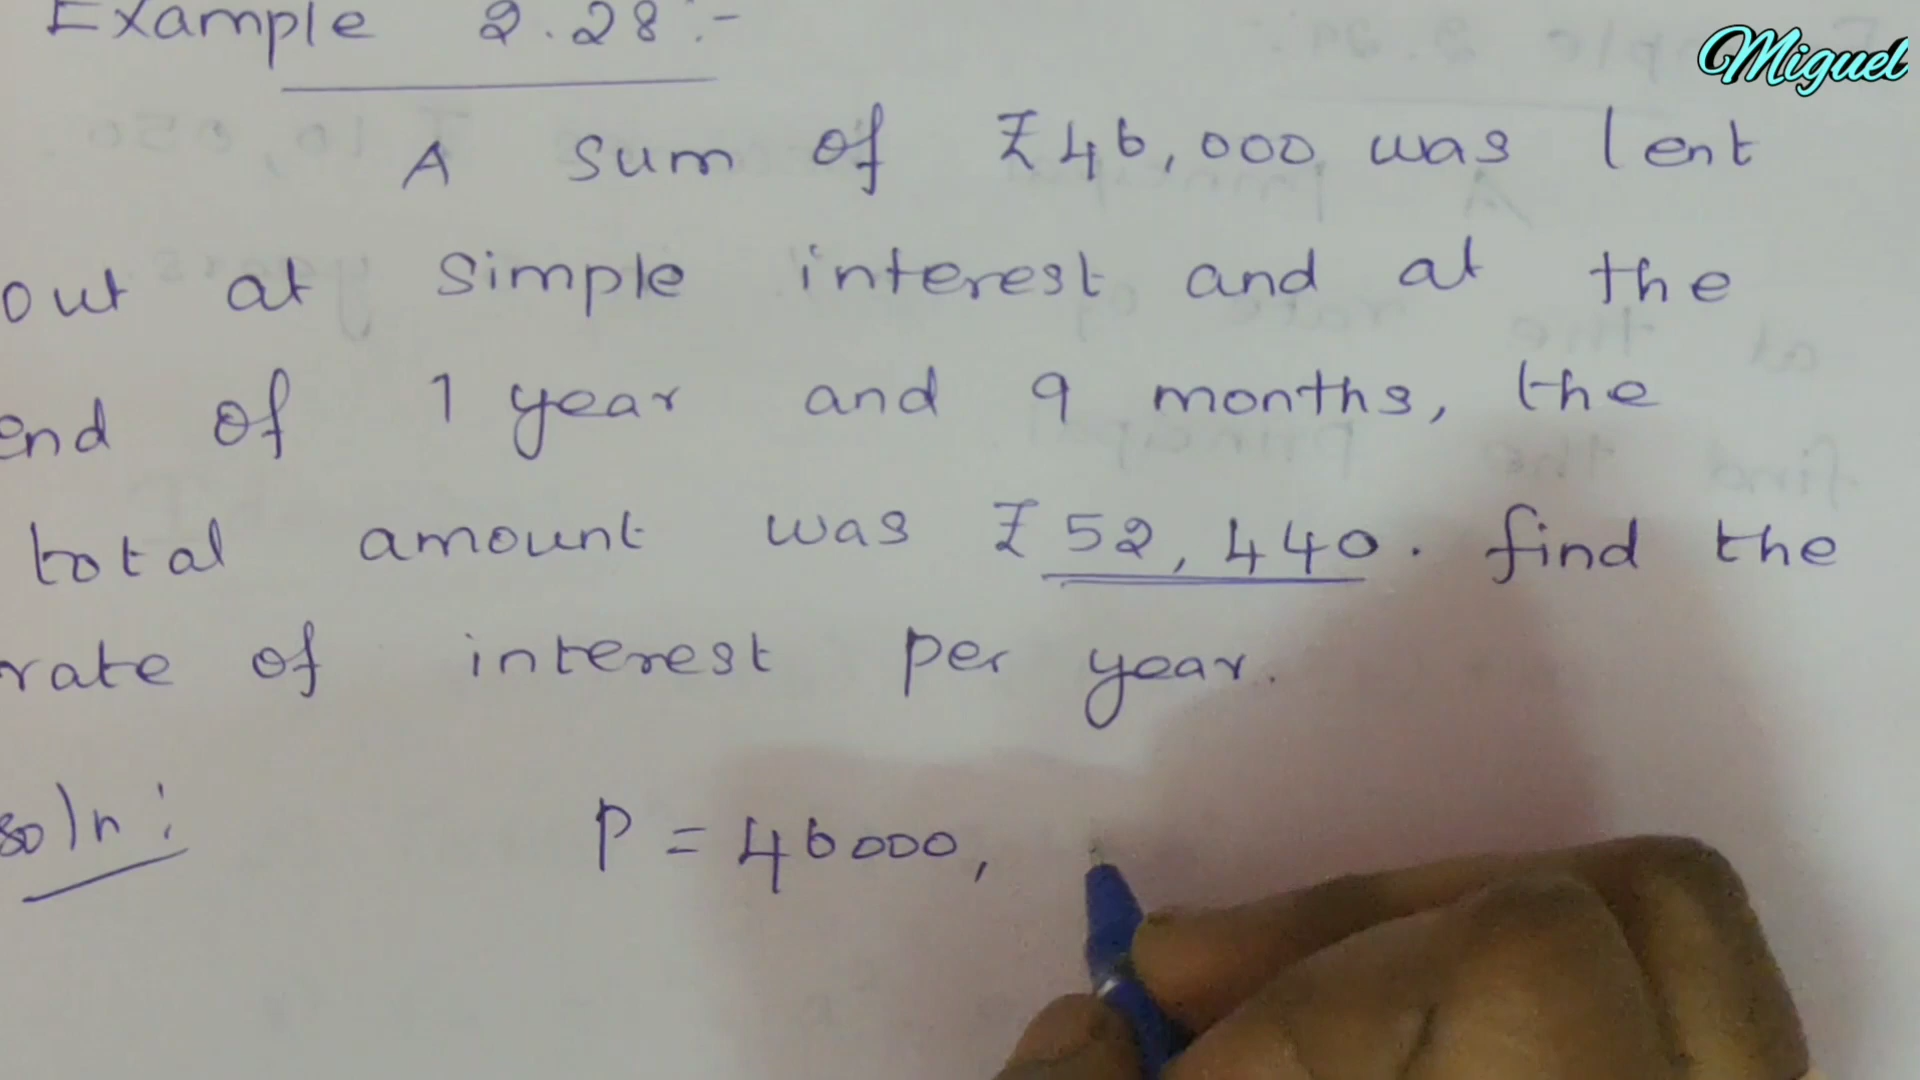 Example 2.28:-
Miguel
A sum of ₹46,000 was lent
out at simple interest and at the
end of 1 year and 9 months, the
total amount was ₹52,440. find the
rate of interest per year.
soln:
P = 46000,